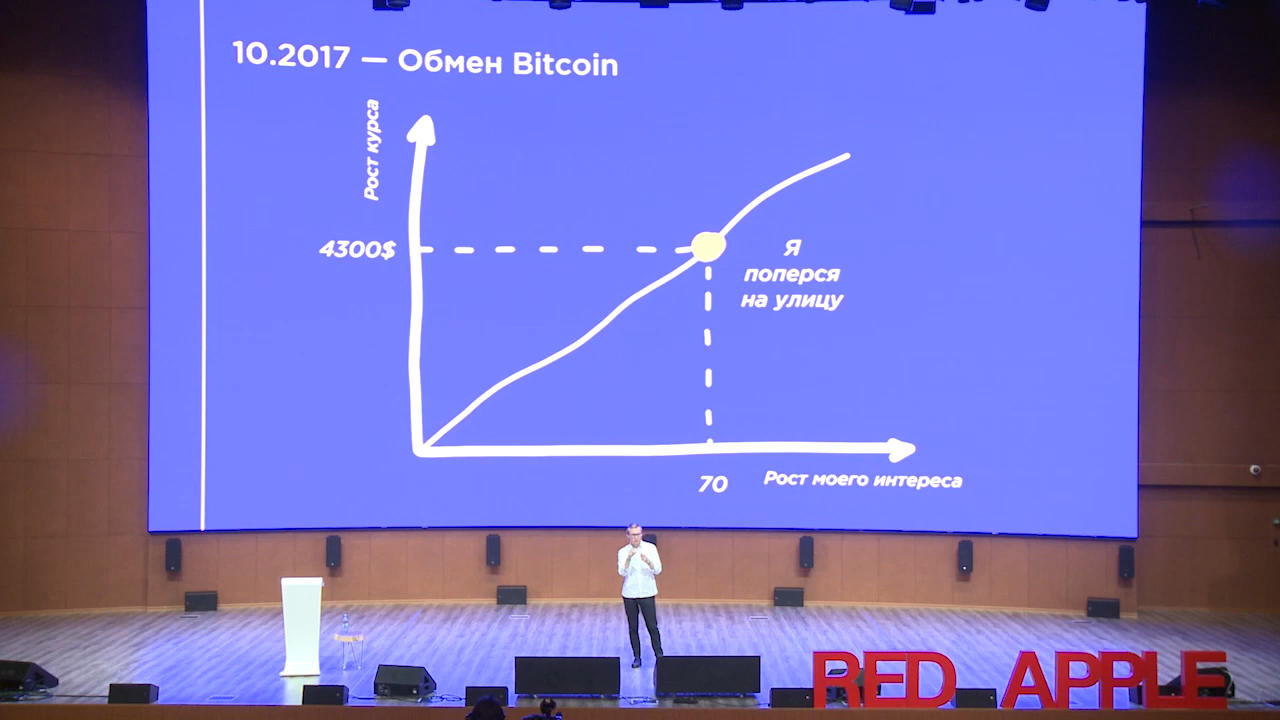 10.2017 — Обмен Bitcoin
Рост курса
4300$
Я
поперся
на улицу
70
Рост моего интереса
RED APPLE